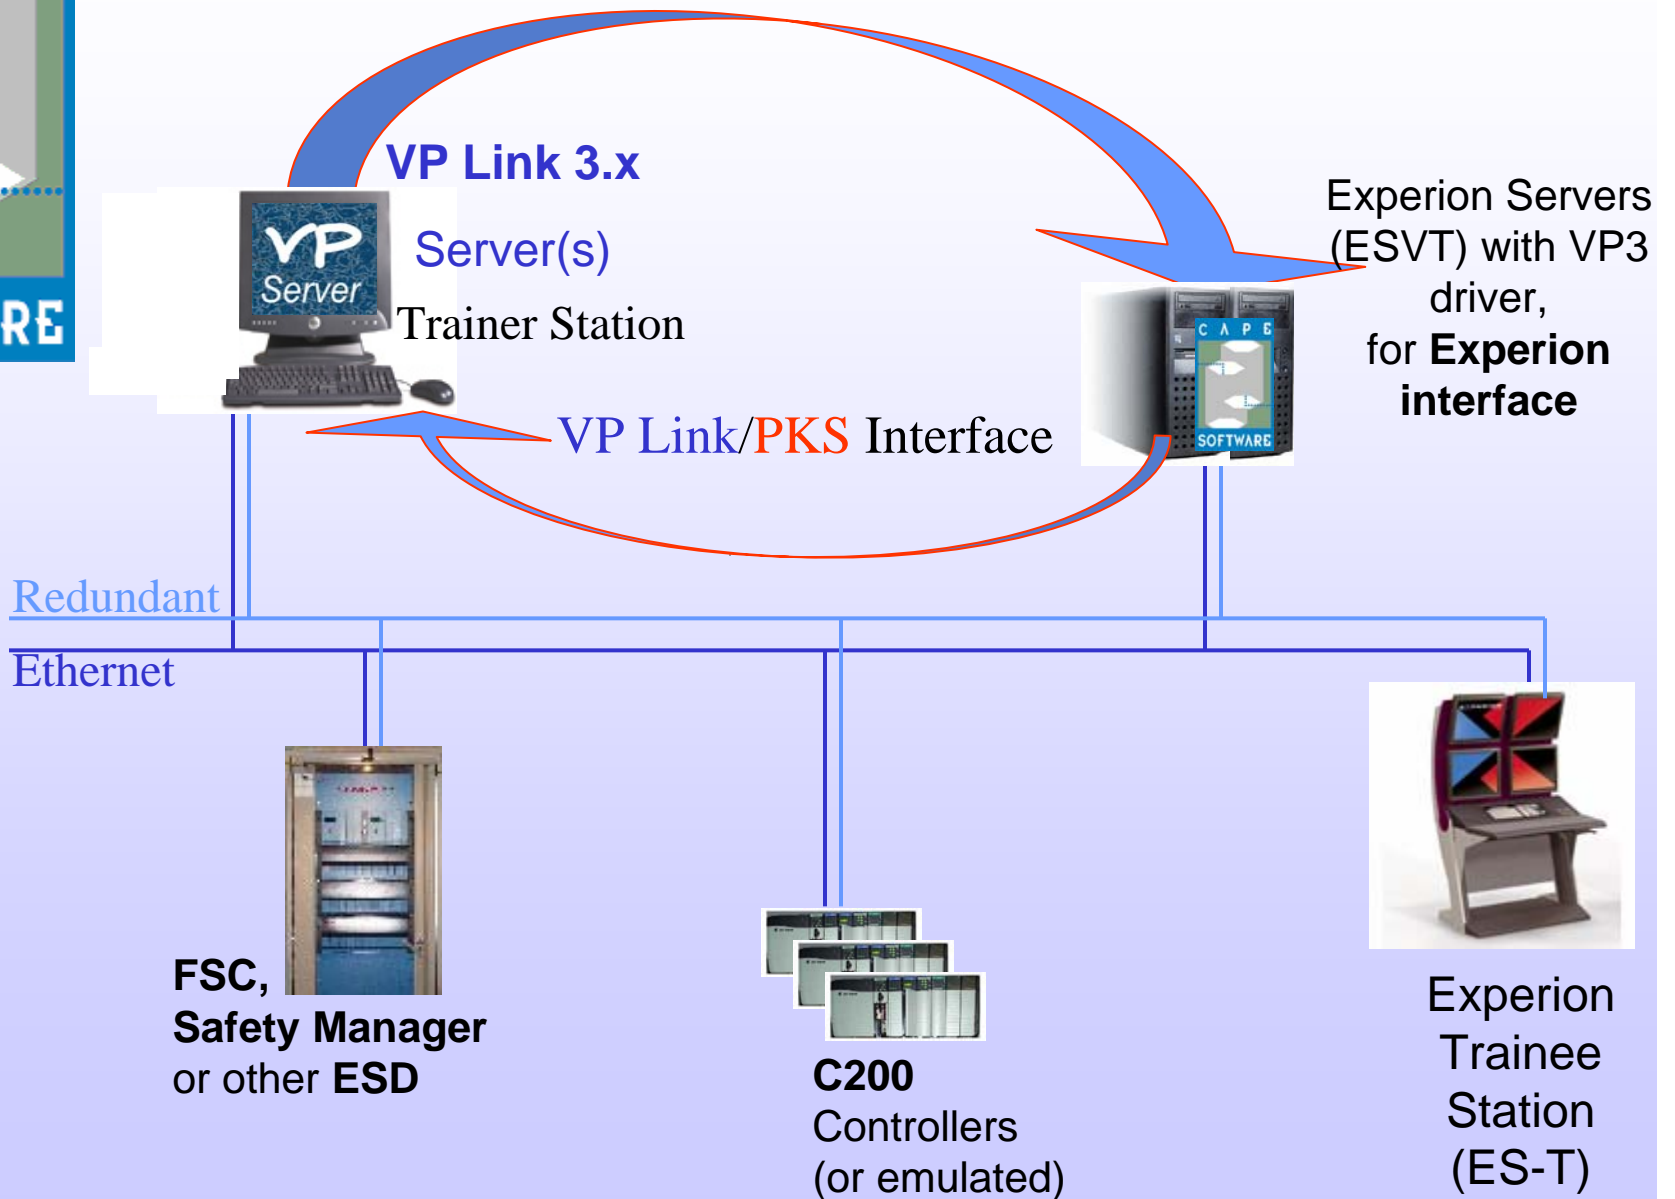 RE
VP Link 3.x
VP
Server
Server(s)
Trainer Station
Experion Servers
(ESVT) with VP3
driver,
for Experion
interface
CAPE
SOFTWARE
VP Link/PKS Interface
Redundant
Ethernet
FSC,
Safety Manager
or other ESD
C200
Controllers
(or emulated)
Experion
Trainee
Station
(ES-T)